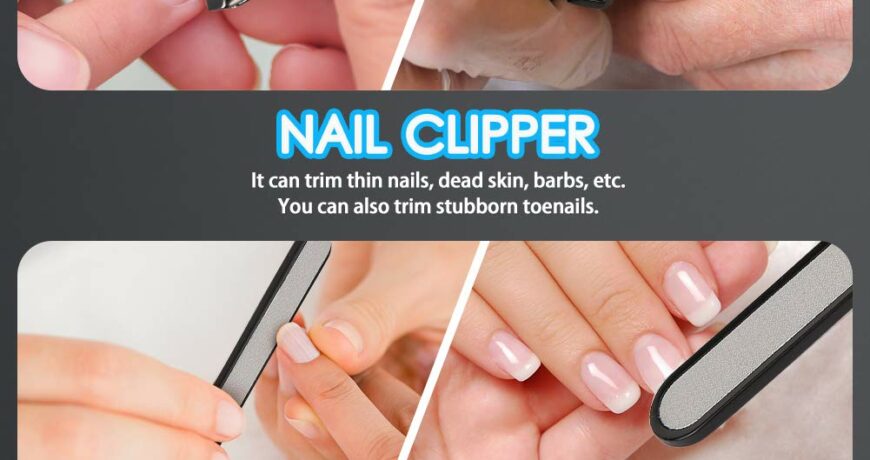 NAIL CLIPPER
It can trim thin nails, dead skin, barbs, etc.
You can also trim stubborn toenails.